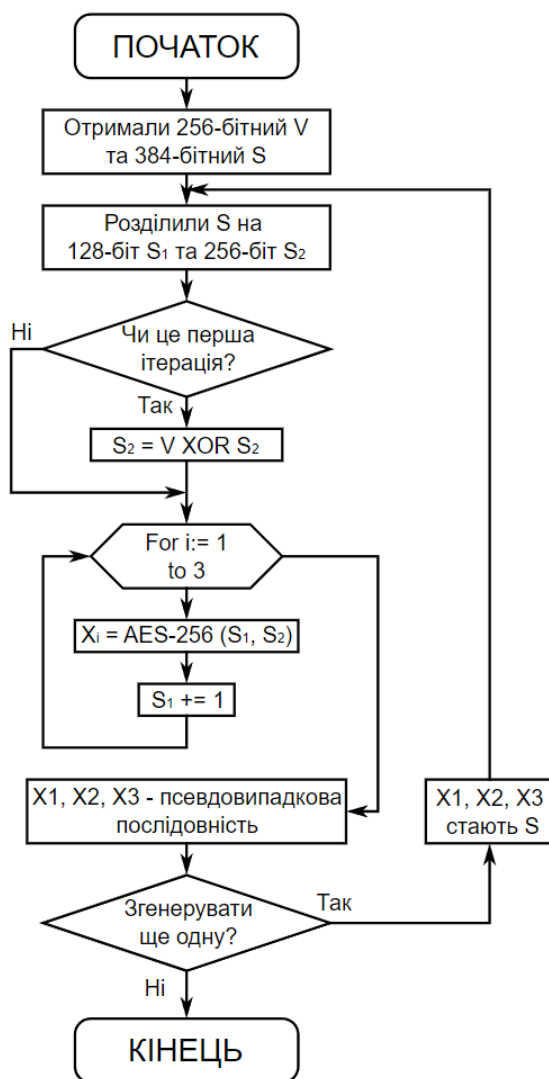 ПОЧАТОК
Отримали 256-бітний V
та 384-бітний S
Розділили S на
128-біт S₁ та 256-біт S₂
Ні
Чи це перша
ітерація?
Так
S₂ = V XOR S₂
For i:= 1
to 3
Xᵢ = AES-256 (S₁, S₂)
S₁ += 1
X1, X2, X3 - псевдовипадкова
послідовність
X1, X2, X3
стають S
Згенерувати
ще одну?
Так
Ні
КІНЕЦЬ